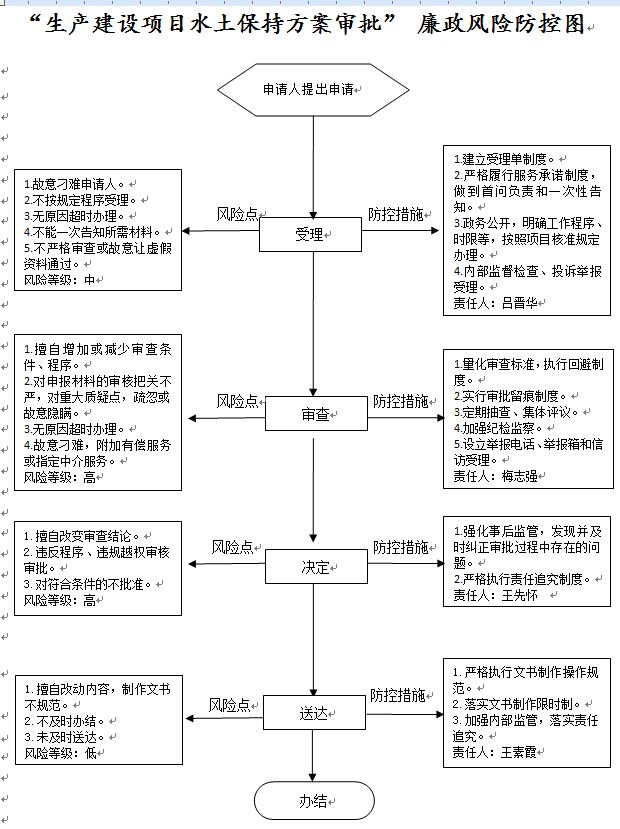 “生产建设项目水土保持方案审批” 廉政风险防控图
申请人提出申请
1.故意刁难申请人。
2.不按规定程序受理。
3.无原因超时办理。
4.不能一次告知所需材料。
5.不严格审查或故意让虚假
资料通过。
风险等级：中
风险点
受理
防控措施
1.建立受理单制度。
2.严格履行服务承诺制度，
做到首问负责和一次性告
知。
3.政务公开，明确工作程序、
时限等，按照项目核准规定
办理。
4.内部监督检查、投诉举报
受理。
责任人：吕晋华
1.擅自增加或减少审查条
件、程序。
2.对申报材料的审核把关不
严，对重大质疑点，疏忽或
故意隐瞒。
3.无原因超时办理。
4.故意刁难，附加有偿服务
或指定中介服务。
风险等级：高
风险点
审查
防控措施
1.量化审查标准，执行回避制
度。
2.实行审批留痕制度。
3.定期抽查、集体评议。
4.加强纪检监察。
5.设立举报电话、举报箱和信
访受理。
责任人：梅志强
1. 擅自改变审查结论。
2. 违反程序、违规越权审核
审批。
3. 对符合条件的不批准。
风险等级：高
风险点
决定
防控措施
1.强化事后监管，发现并及
时纠正审批过程中存在的问
题。
2.严格执行责任追究制度。
责任人：王先怀
1. 擅自改动内容，制作文书
不规范。
2. 不及时办结。
3. 未及时送达。
风险等级：低
风险点
送达
防控措施
1. 严格执行文书制作操作规
范。
2. 落实文书制作限时制。
3. 加强内部监管，落实责任
追究。
责任人：王素霞
办结